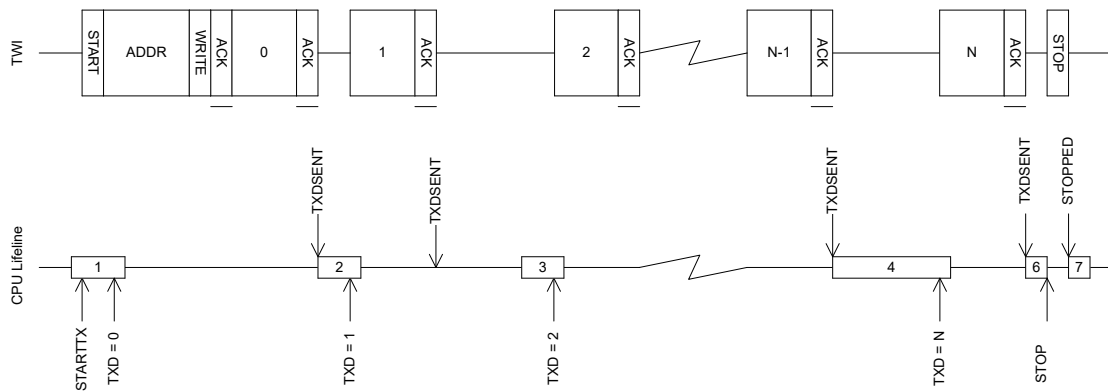 TWI
START
ADDR
WRITE
ACK
0
ACK
1
ACK
2
ACK
N-1
ACK
N
ACK
STOP
CPU Lifeline
TXDSENT
TXDSENT
TXDSENT
TXDSENT
STOPPED
1
2
3
4
6
7
STARTTX
TXD = 0
TXD = 1
TXD = 2
TXD = N
STOP